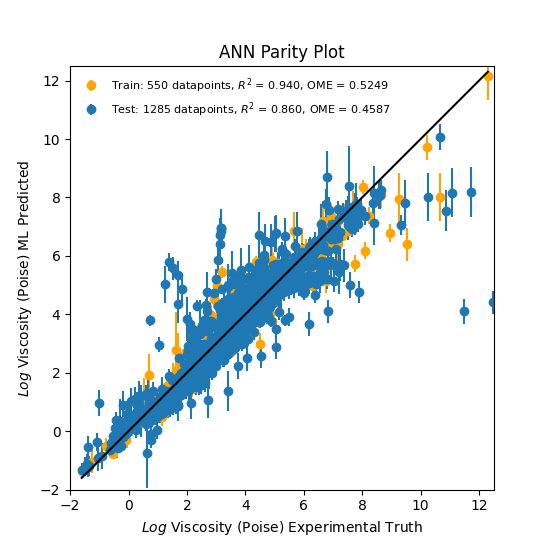 ANN Parity Plot
Train: 550 datapoints, R² = 0.940, OME = 0.5249
Test: 1285 datapoints, R² = 0.860, OME = 0.4587
Log Viscosity (Poise) ML Predicted
12
10
8
6
4
2
0
−2
−2 0 2 4 6 8 10 12
Log Viscosity (Poise) Experimental Truth